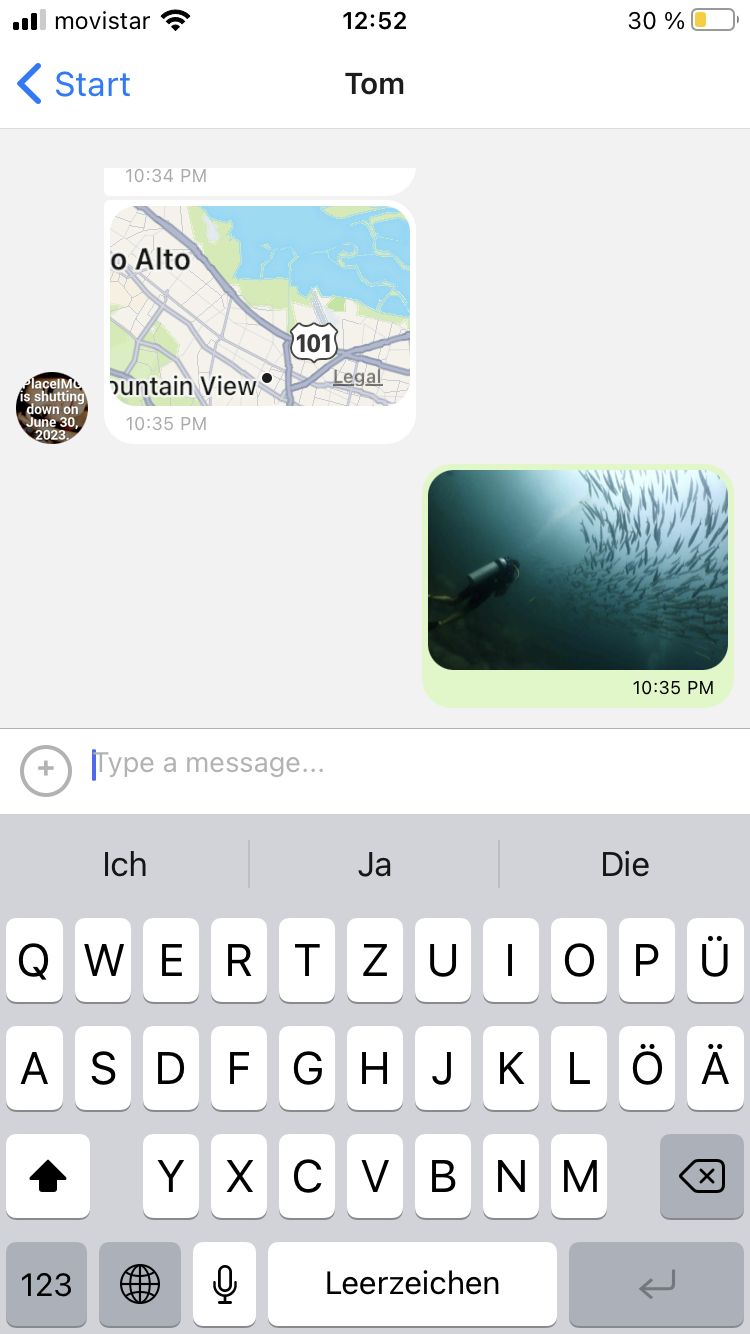 movistar 12:52 30 %
Start Tom
10:34 PM
o Alto
101
ountain View Legal
PlaceIMG
is shutting
down on
June 30,
2023.
10:35 PM
10:35 PM
+ Type a message...
Ich Ja Die
Q W E R T Z U I O P Ü
A S D F G H J K L Ö Ä
Y X C V B N M
123 Leerzeichen